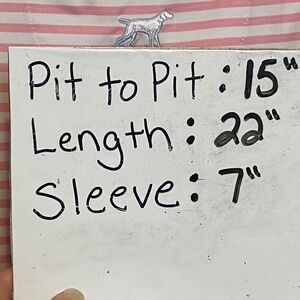 Pit to Pit : 15"
Length : 22"
Sleeve : 7"